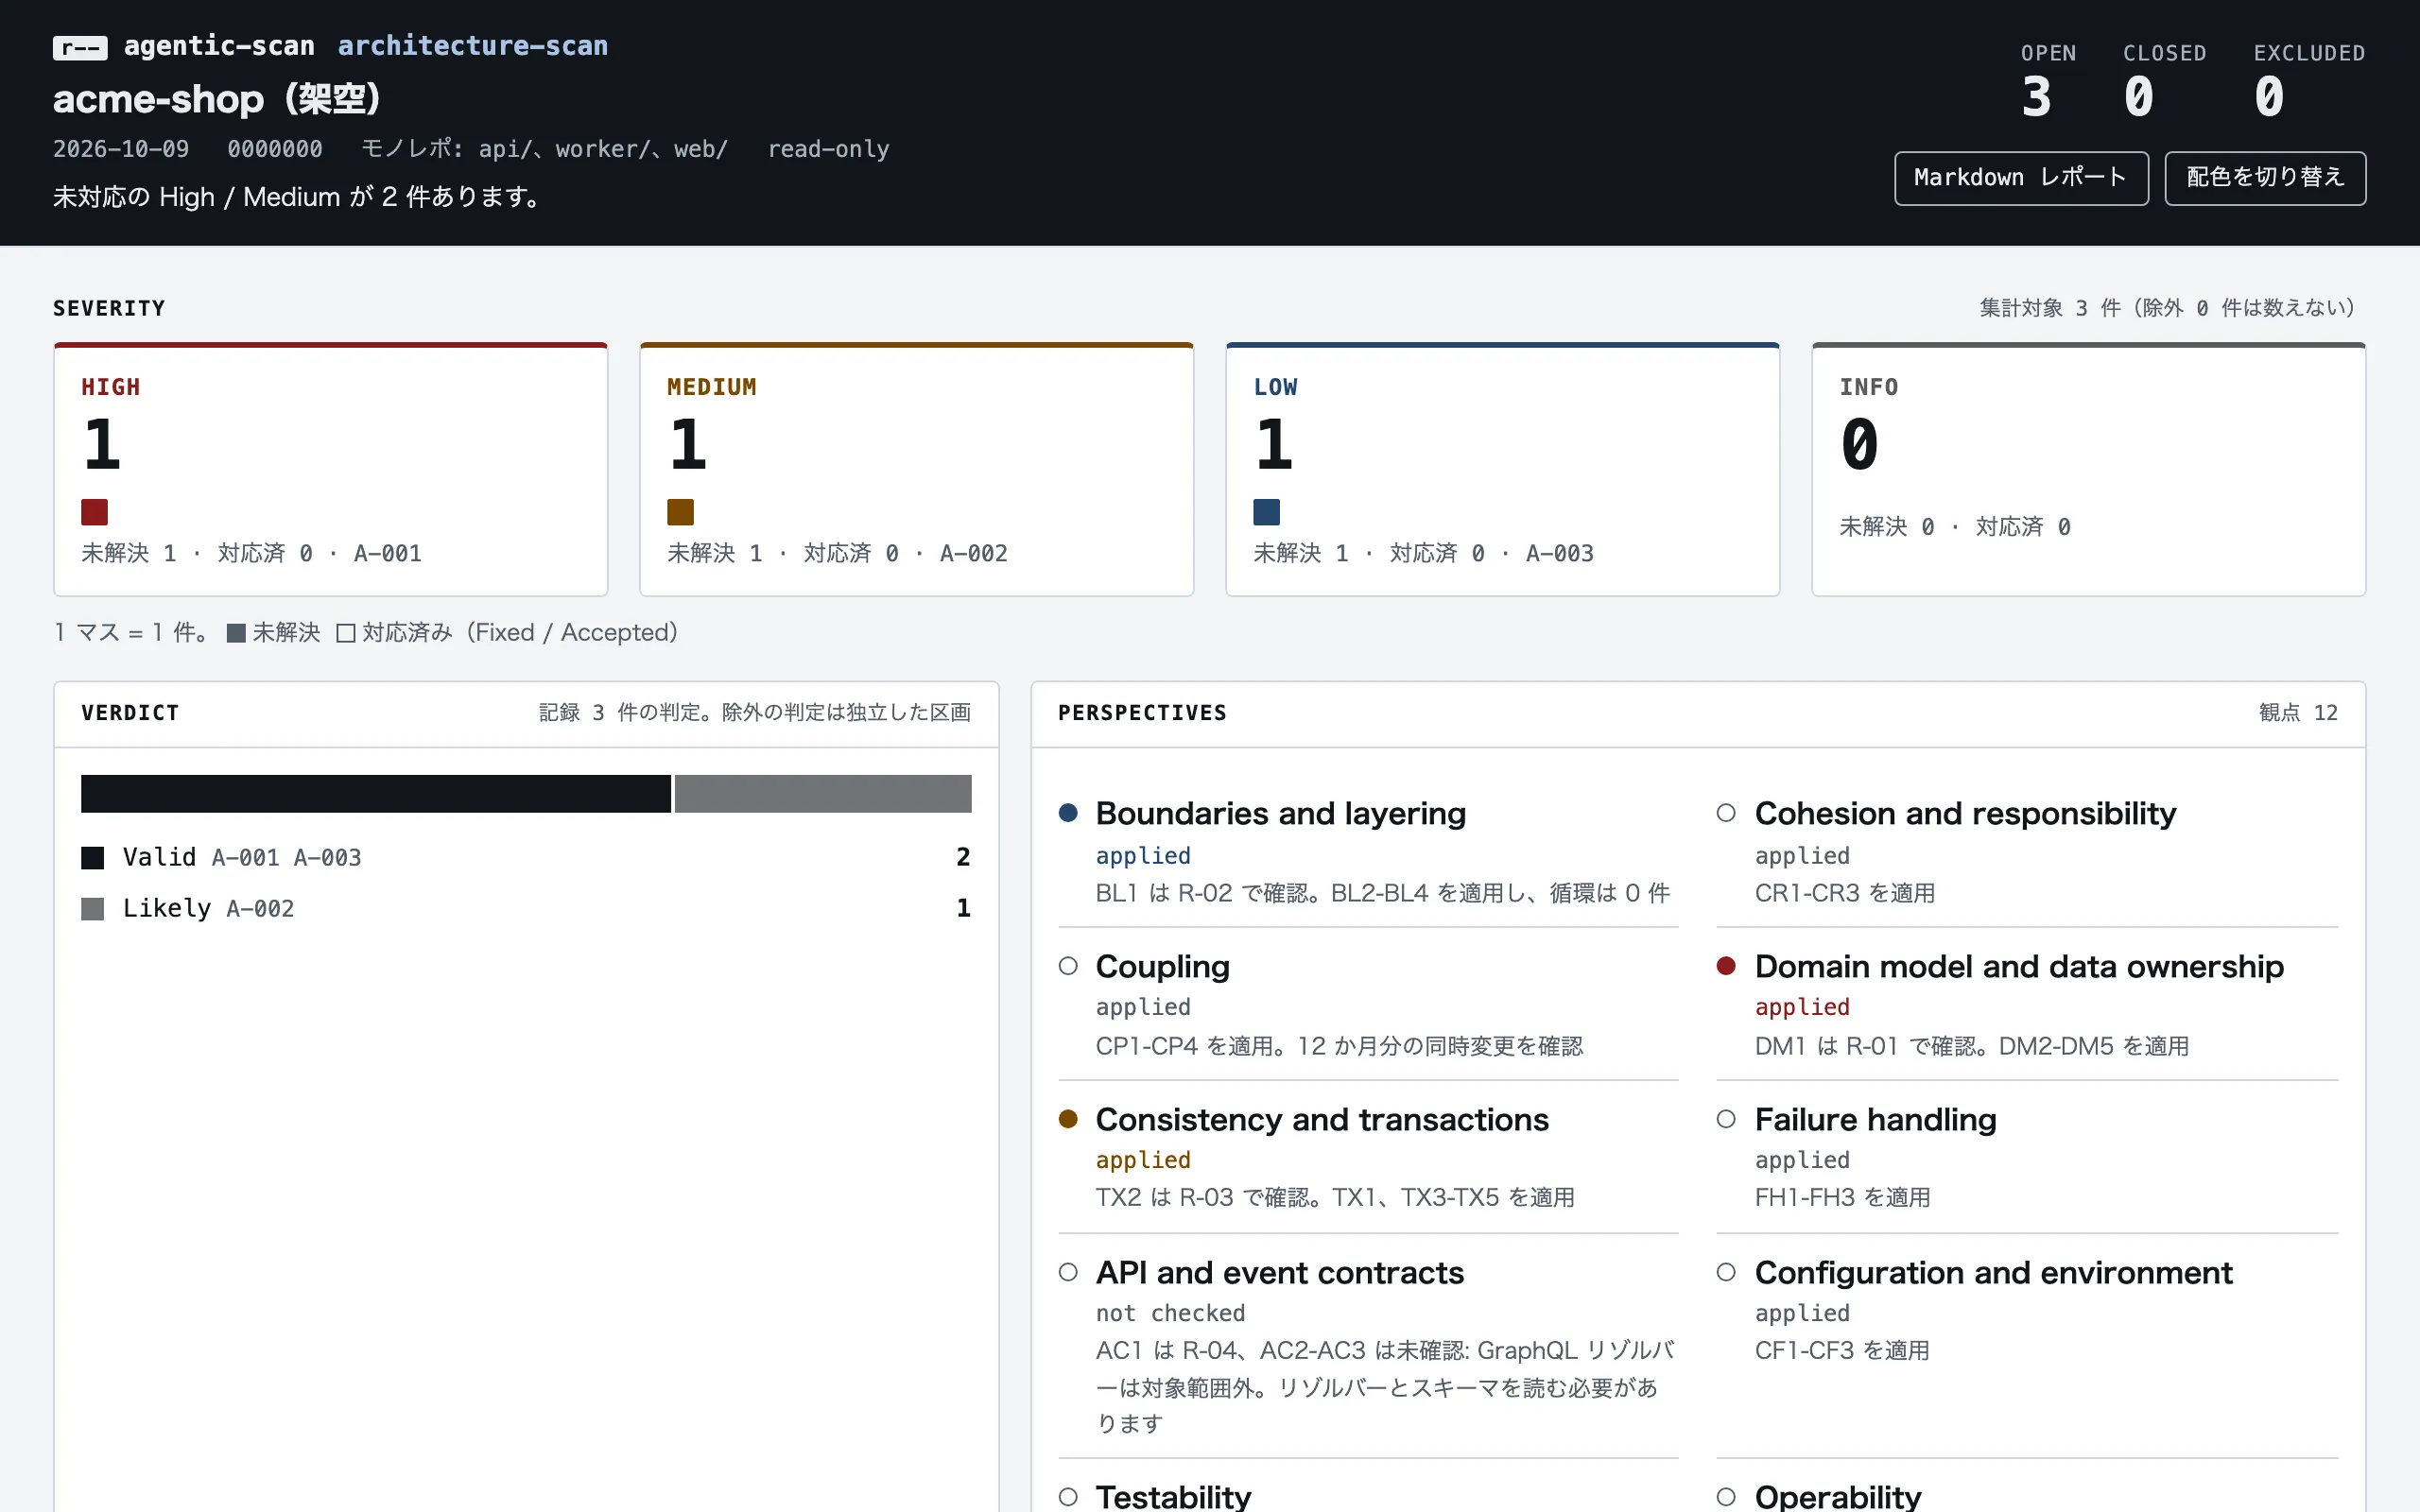 r-- agentic-scan architecture-scan
acme-shop（架空）
2026-10-09 0000000 モノレポ: api/、worker/、web/ read-only
未対応の High / Medium が 2 件あります。
OPEN CLOSED EXCLUDED
3 0 0
Markdown レポート 配色を切り替え
SEVERITY 集計対象 3 件（除外 0 件は数えない）
HIGH
1
未解決 1 · 対応済 0 · A-001
MEDIUM
1
未解決 1 · 対応済 0 · A-002
LOW
1
未解決 1 · 対応済 0 · A-003
INFO
0
未解決 0 · 対応済 0
1 マス = 1 件。 未解決 対応済み（Fixed / Accepted）
VERDICT 記録 3 件の判定。除外の判定は独立した区画
Valid A-001 A-003 2
Likely A-002 1
PERSPECTIVES 観点 12
Boundaries and layering
applied
BL1 は R-02 で確認。BL2-BL4 を適用し、循環は 0 件
Cohesion and responsibility
applied
CR1-CR3 を適用
Coupling
applied
CP1-CP4 を適用。12 か月分の同時変更を確認
Domain model and data ownership
applied
DM1 は R-01 で確認。DM2-DM5 を適用
Consistency and transactions
applied
TX2 は R-03 で確認。TX1、TX3-TX5 を適用
Failure handling
applied
FH1-FH3 を適用
API and event contracts
not checked
AC1 は R-04、AC2-AC3 は未確認: GraphQL リゾルバ
ーは対象範囲外。リゾルバーとスキーマを読む必要があ
ります
Configuration and environment
applied
CF1-CF3 を適用
Testability
Operability